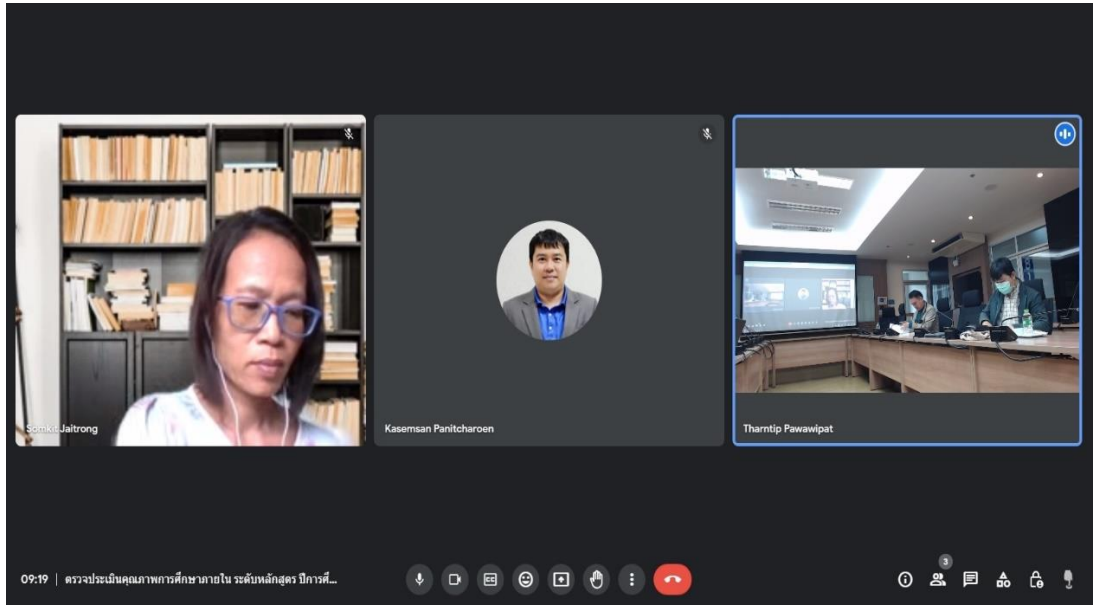 Somkit Jaitrong
Kasemsan Panitcharoen
Tharntip Pawawipat
09:19 | ตรวจประเมินคุณภาพการศึกษาภายใน ระดับหลักสูตร ปีการศึ...
CC
3